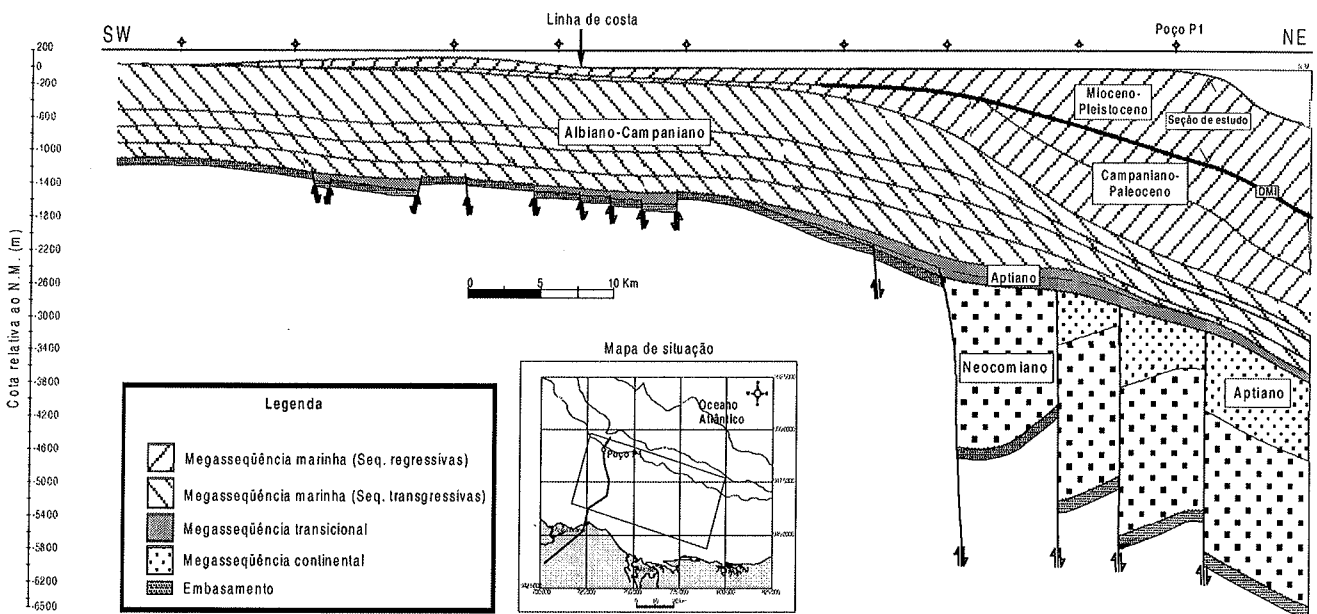 SW
Linha de costa
Poço P1
NE
200
0
-200
-600
-1000
-1400
-1800
-2200
-2600
-3000
-3400
-3800
-4200
-4600
-5000
-5400
-5800
-6200
-6500
Cota relativa ao N.M. (m)
Mioceno-
Pleistoceno
Seção de estudo
Albiano-Campaniano
Campaniano-
Paleoceno
DMI
0 5 10 Km
Aptiano
Neocomiano
Aptiano
Mapa de situação
Oceano
Atlântico
Poço P1
Legenda
Megasseqüência marinha (Seq. regressivas)
Megasseqüência marinha (Seq. transgressivas)
Megasseqüência transicional
Megasseqüência continental
Embasamento